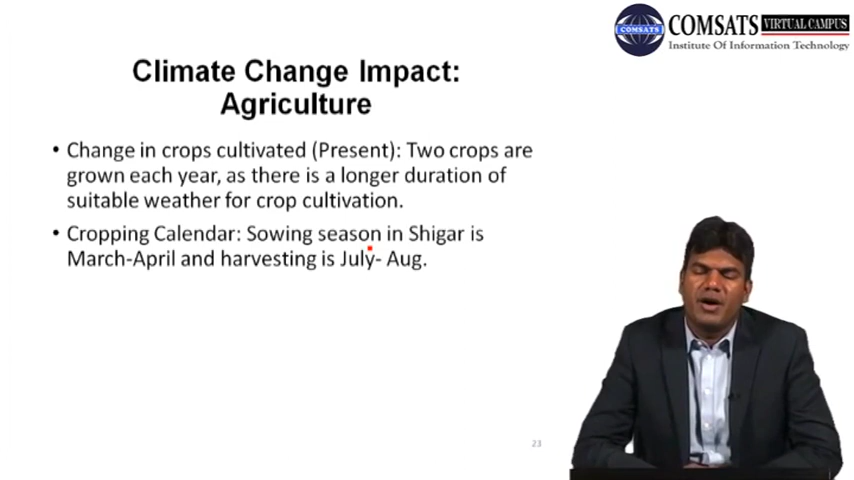 COMSATS
COMSATS VIRTUAL CAMPUS
Institute Of Information Technology
Climate Change Impact:
Agriculture
• Change in crops cultivated (Present): Two crops are
grown each year, as there is a longer duration of
suitable weather for crop cultivation.
• Cropping Calendar: Sowing season in Shigar is
March-April and harvesting is July- Aug.
23